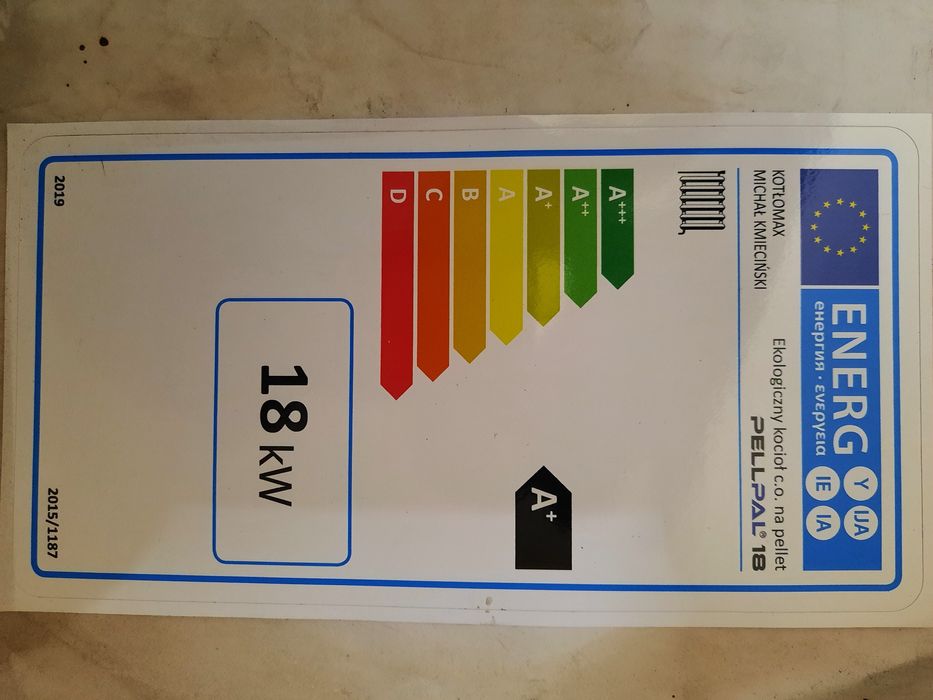 ENERG
Y IJA
IE IA
енергия · ενεργεια
KOTŁOMAX
MICHAŁ KMIECIŃSKI
Ekologiczny kocioł c.o. na pellet
PELLPAL® 18
A+++
A++
A+
A
B
C
D
A+
18 kW
2019
2015/1187